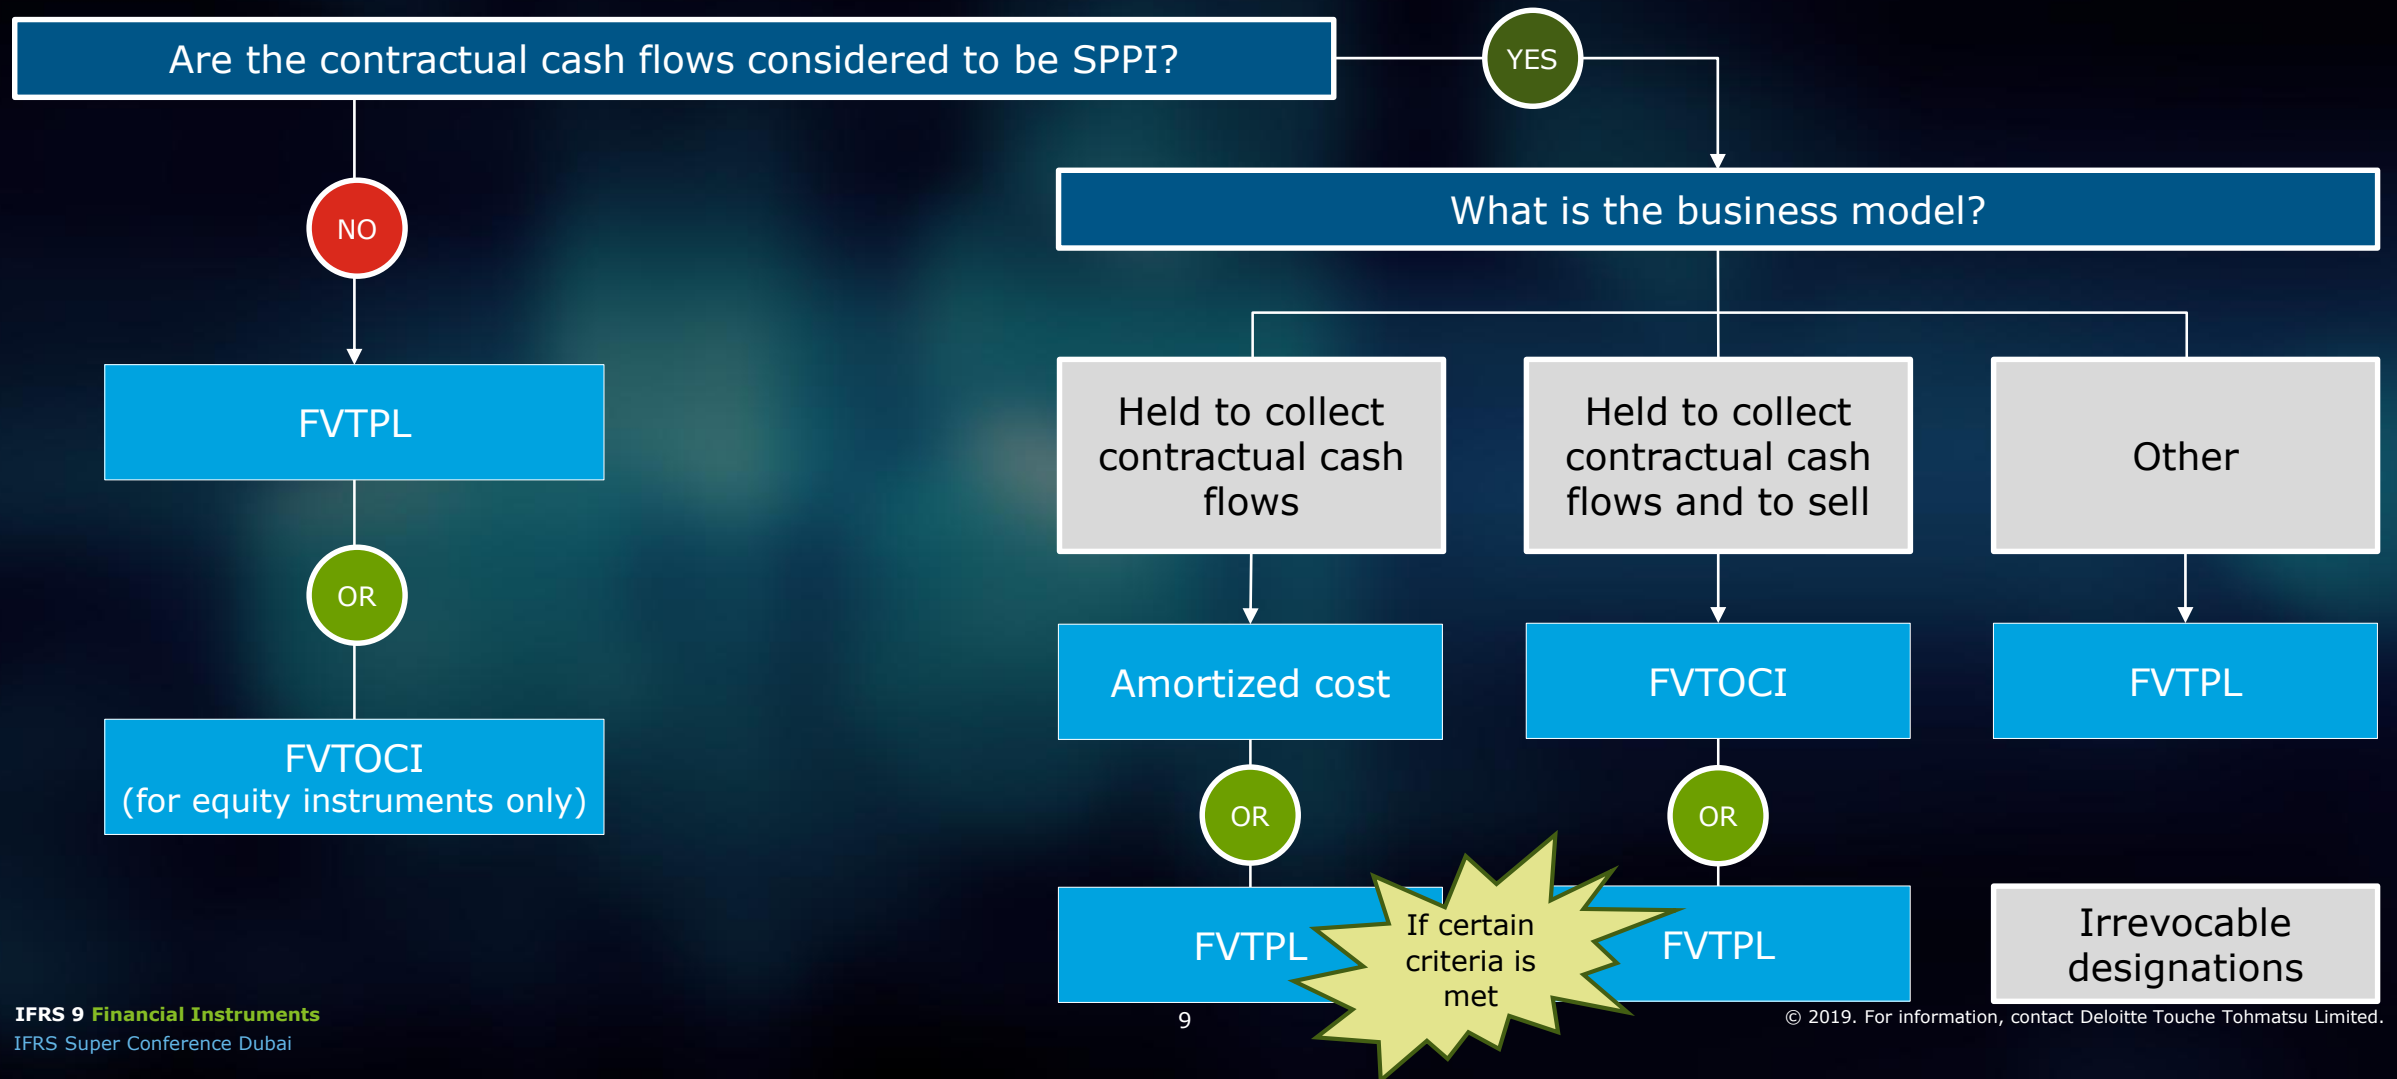 Are the contractual cash flows considered to be SPPI?
YES
NO
What is the business model?
FVTPL
OR
FVTOCI
(for equity instruments only)
Held to collect
contractual cash
flows
Held to collect
contractual cash
flows and to sell
Other
Amortized cost
FVTOCI
FVTPL
OR
OR
FVTPL
If certain
criteria is
met
FVTPL
Irrevocable
designations
IFRS 9 Financial Instruments
IFRS Super Conference Dubai
9
© 2019. For information, contact Deloitte Touche Tohmatsu Limited.